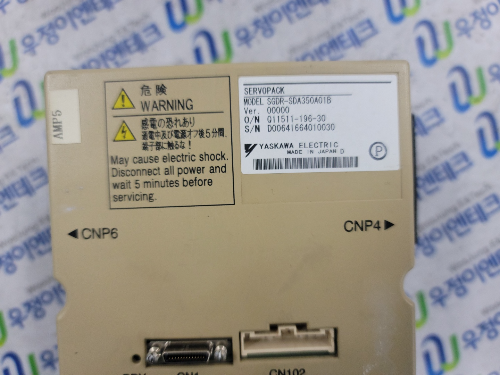 우정이엔테크
危険
WARNING
感電の恐れあり
通電中及び電源オフ後5分間、
端子部に触るな!
May cause electric shock.
Disconnect all power and
wait 5 minutes before
servicing.
AMP5
SERVOPACK
MODEL SGDR-SDA350A01B
Ver. 00000
O/N Q11511-196-30
S/N D0064i664010030
YASKAWA ELECTRIC
MADE IN JAPAN D
P
◀CNP6
CNP4▶
CN1
CN102